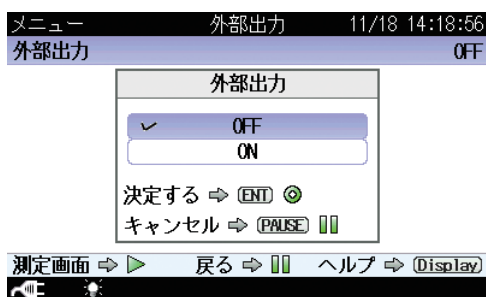 メニュー 外部出力 11/18 14:18:56
外部出力 OFF
外部出力
✓ OFF
ON
決定する ⇨ ENT ◎
キャンセル ⇨ PAUSE
測定画面 ⇨ ▷ 戻る ⇨ ヘルプ ⇨ Display